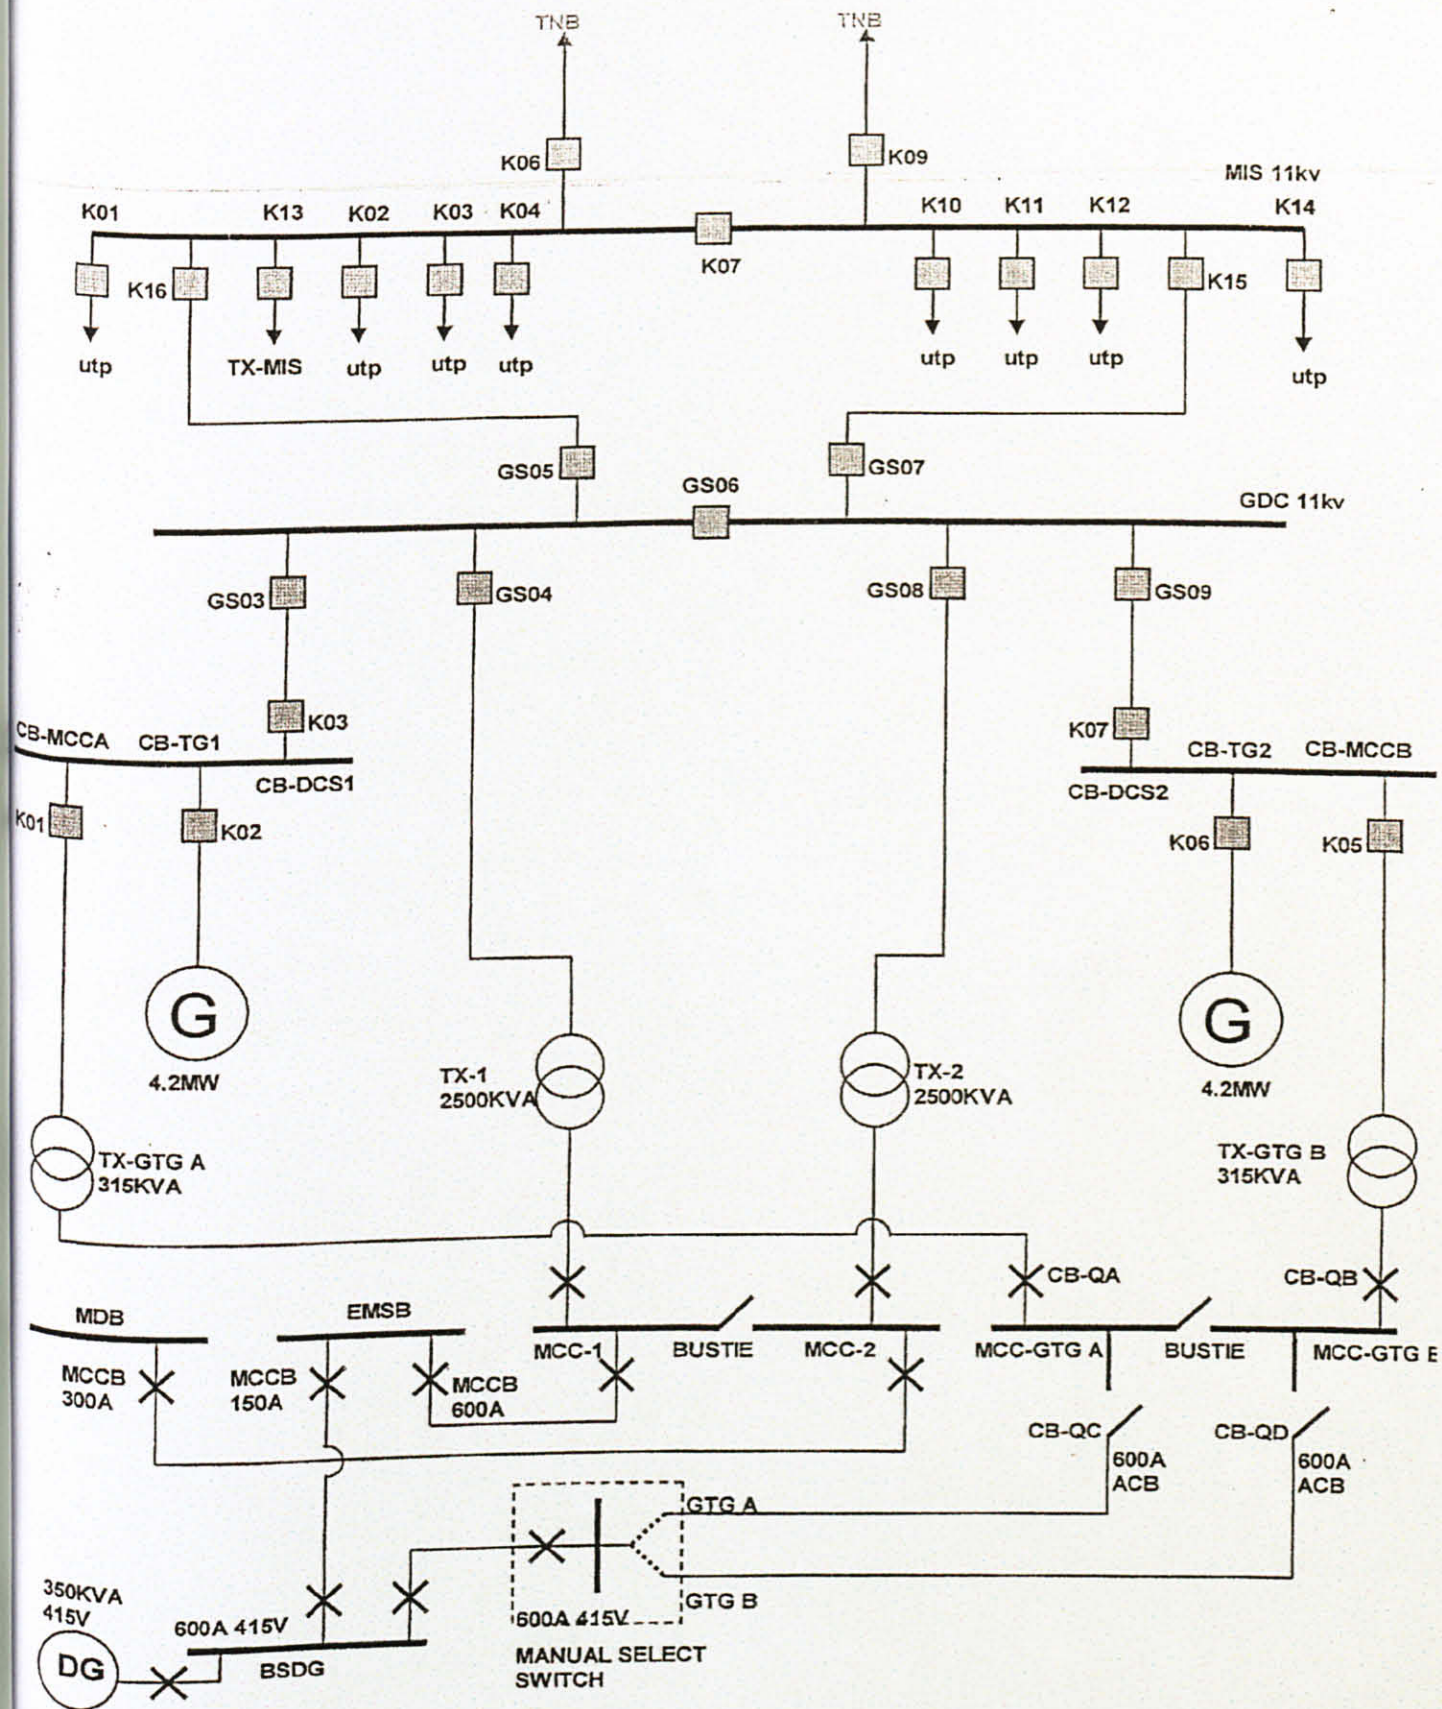 TNB
TNB
K06
K09
MIS 11kv
K01
K13
K02
K03
K04
K10
K11
K12
K14
K07
K16
K15
utp
TX-MIS
utp
utp
utp
utp
utp
utp
utp
GS05
GS07
GS06
GDC 11kv
GS03
GS04
GS08
GS09
K03
K07
CB-MCCA
CB-TG1
CB-DCS1
CB-TG2
CB-MCCB
CB-DCS2
K01
K02
K06
K05
G
4.2MW
G
4.2MW
TX-1
2500KVA
TX-2
2500KVA
TX-GTG A
315KVA
TX-GTG B
315KVA
CB-QA
CB-QB
MDB
EMSB
MCC-1
BUSTIE
MCC-2
MCC-GTG A
BUSTIE
MCC-GTG
MCCB
300A
MCCB
150A
MCCB
600A
CB-QC
600A
ACB
CB-QD
600A
ACB
GTG A
GTG B
600A 415V
MANUAL SELECT
SWITCH
350KVA
415V
DG
600A 415V
BSDG